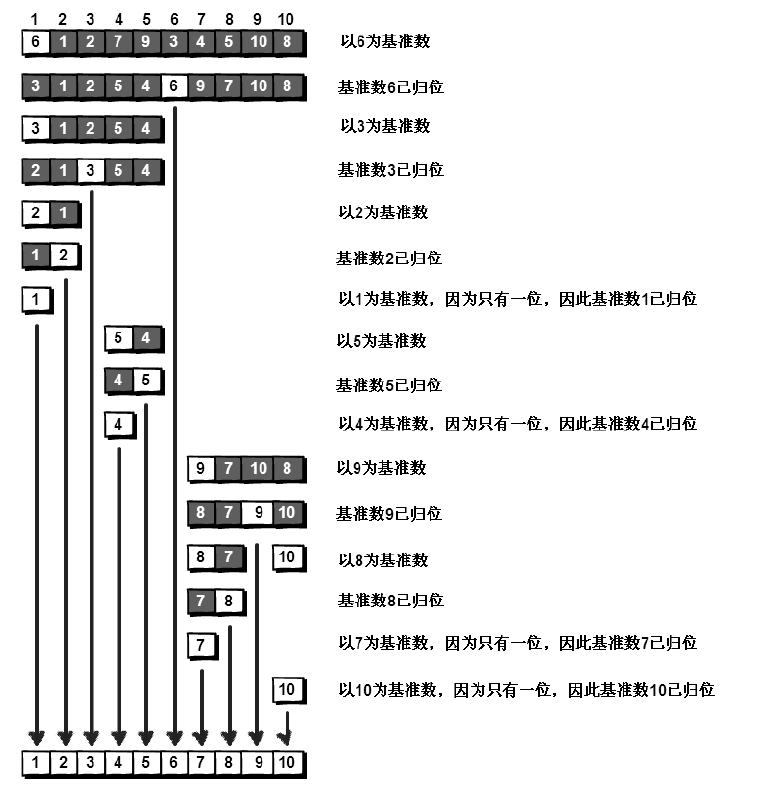 1 2 3 4 5 6 7 8 9 10
6 1 2 7 9 3 4 5 10 8 以6为基准数
3 1 2 5 4 6 9 7 10 8 基准数6已归位
3 1 2 5 4 以3为基准数
2 1 3 5 4 基准数3已归位
2 1 以2为基准数
1 2 基准数2已归位
1 以1为基准数，因为只有一位，因此基准数1已归位
5 4 以5为基准数
4 5 基准数5已归位
4 以4为基准数，因为只有一位，因此基准数4已归位
9 7 10 8 以9为基准数
8 7 9 10 基准数9已归位
8 7 10 以8为基准数
7 8 基准数8已归位
7 以7为基准数，因为只有一位，因此基准数7已归位
10 以10为基准数，因为只有一位，因此基准数10已归位
1 2 3 4 5 6 7 8 9 10